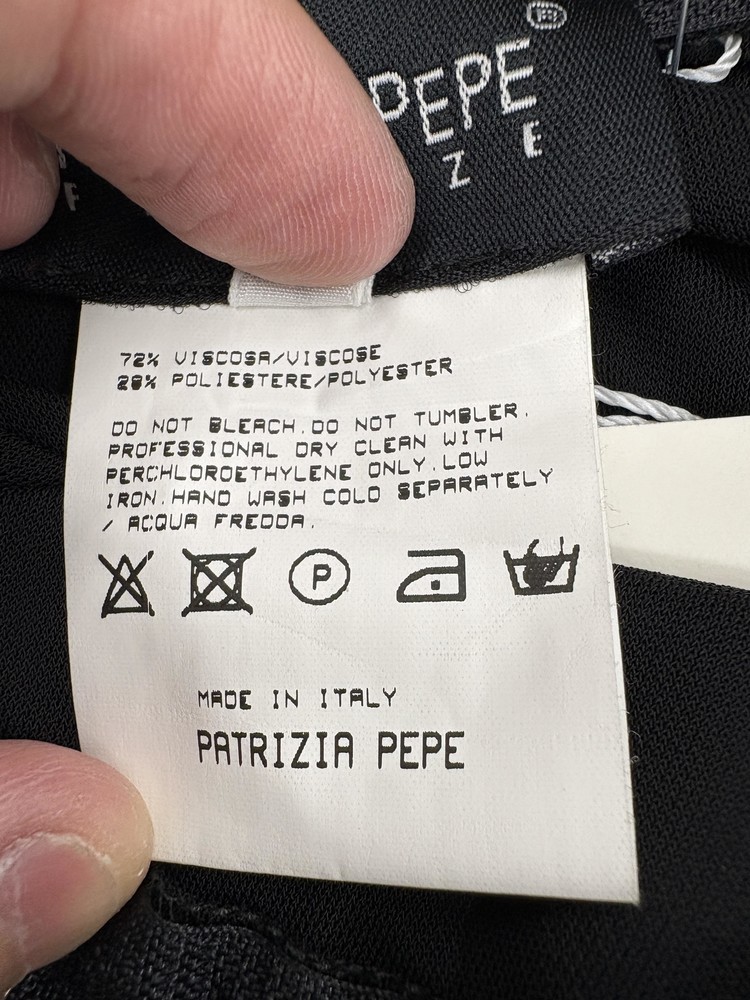 PEPE®
F
Z E
72% VISCOSA/VISCOSE
28% POLIESTERE/POLYESTER
DO NOT BLEACH.DO NOT TUMBLER.
PROFESSIONAL DRY CLEAN WITH
PERCHLOROETHYLENE ONLY.LOW
IRON.HAND WASH COLD SEPARATELY
/ ACQUA FREDDA.
P
MADE IN ITALY
PATRIZIA PEPE